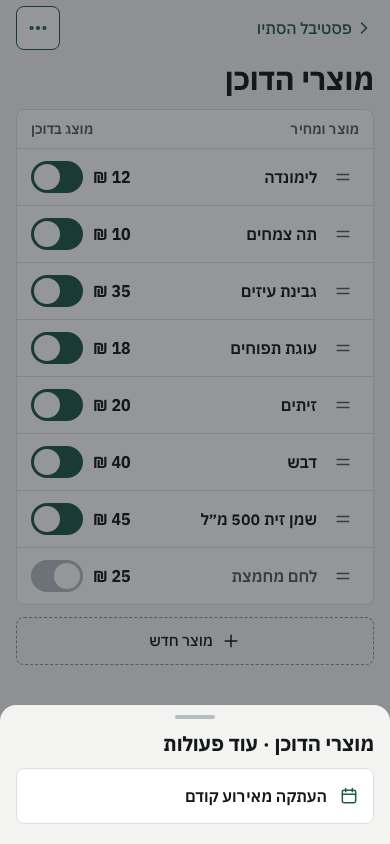 פסטיבל הסתיו
מוצרי הדוכן
מוצר ומחיר מוצג בדוכן
לימונדה 12 ₪
תה צמחים 10 ₪
גבינת עיזים 35 ₪
עוגת תפוחים 18 ₪
זיתים 20 ₪
דבש 40 ₪
שמן זית 500 מ״ל 45 ₪
לחם מחמצת 25 ₪
מוצר חדש
מוצרי הדוכן · עוד פעולות
העתקה מאירוע קודם